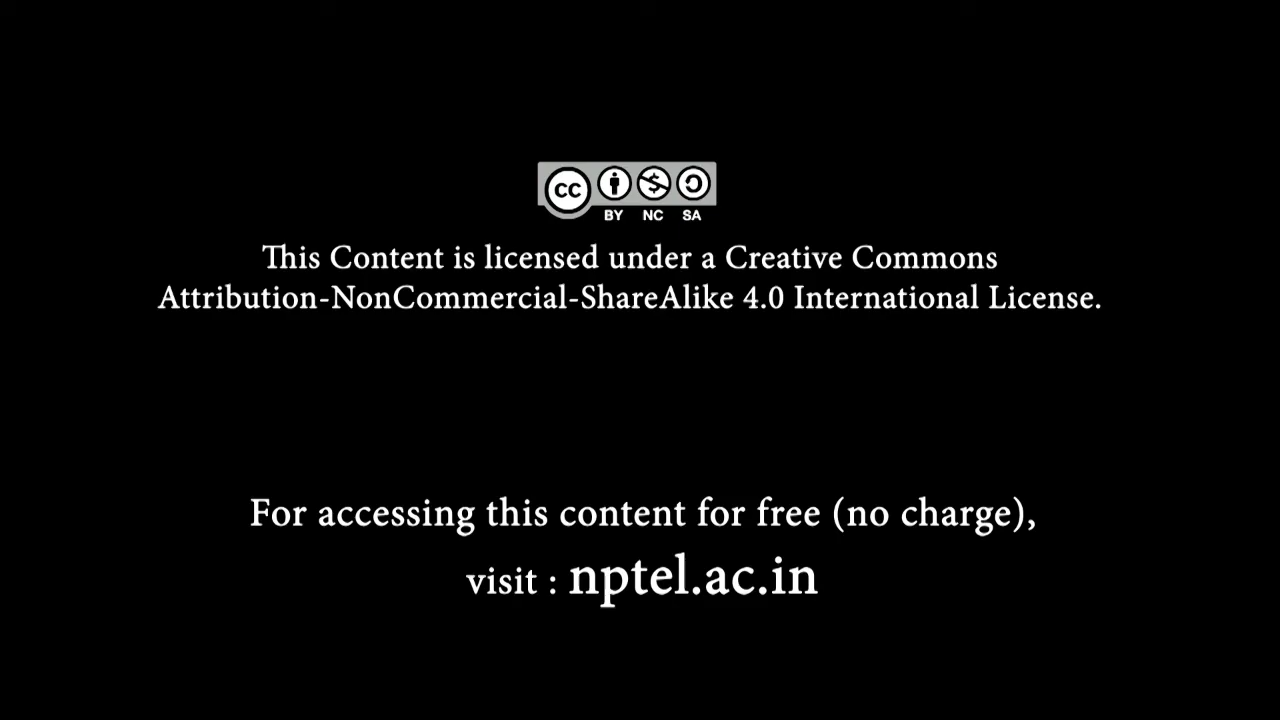 cc
BY NC SA
This Content is licensed under a Creative Commons
Attribution-NonCommercial-ShareAlike 4.0 International License.
For accessing this content for free (no charge),
visit : nptel.ac.in